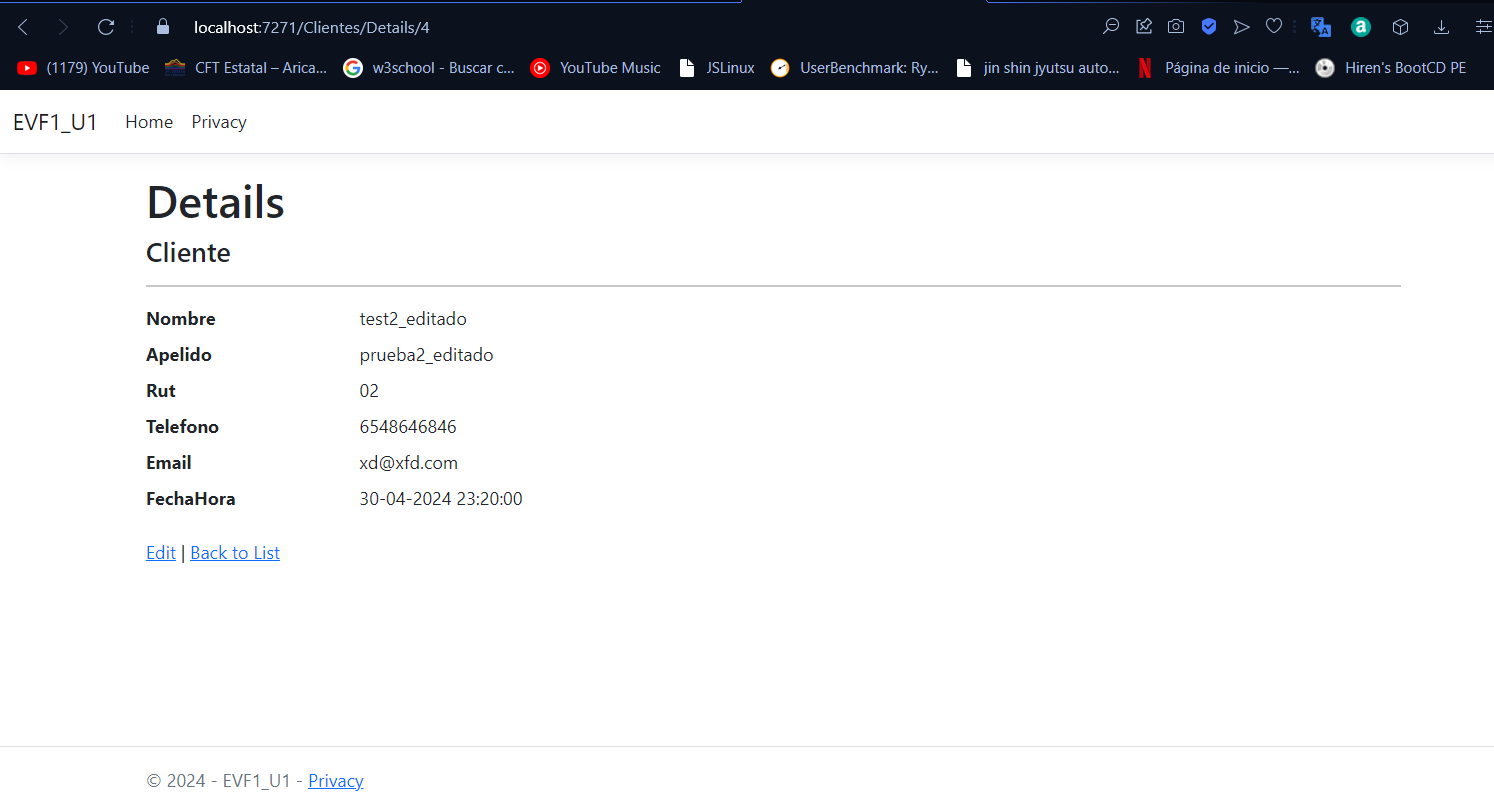 localhost:7271/Clientes/Details/4
(1179) YouTube CFT Estatal – Arica... w3school - Buscar c... YouTube Music JSLinux UserBenchmark: Ry... jin shin jyutsu auto... Página de inicio —... Hiren's BootCD PE
EVF1_U1 Home Privacy
Details
Cliente
Nombre test2_editado
Apelido prueba2_editado
Rut 02
Telefono 6548646846
Email xd@xfd.com
FechaHora 30-04-2024 23:20:00
Edit | Back to List
© 2024 - EVF1_U1 - Privacy